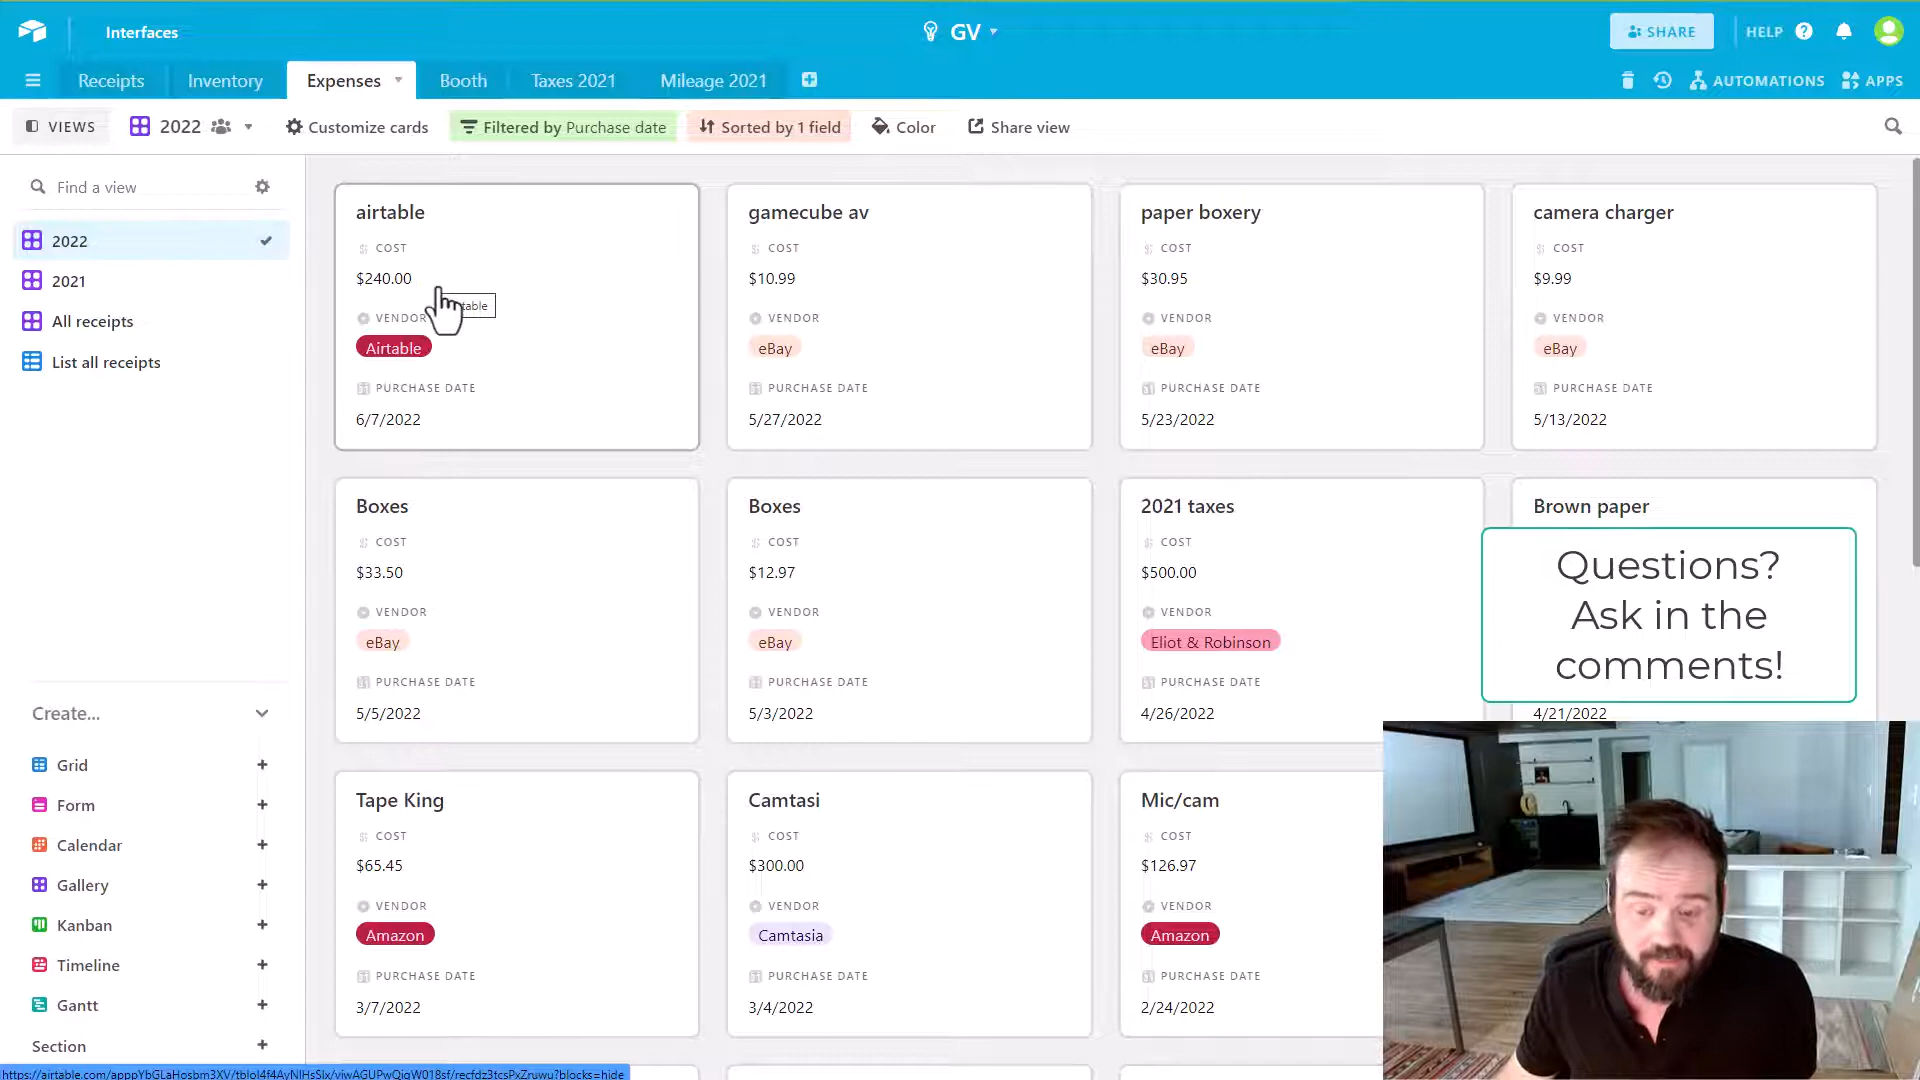 Interfaces
GV
SHARE
HELP
Receipts
Inventory
Expenses
Booth
Taxes 2021
Mileage 2021
AUTOMATIONS
APPS
VIEWS
2022
Customize cards
Filtered by Purchase date
Sorted by 1 field
Color
Share view
Find a view
2022
2021
All receipts
List all receipts
airtable
COST
$240.00
table
VENDOR
Airtable
PURCHASE DATE
6/7/2022
gamecube av
COST
$10.99
VENDOR
eBay
PURCHASE DATE
5/27/2022
paper boxery
COST
$30.95
VENDOR
eBay
PURCHASE DATE
5/23/2022
camera charger
COST
$9.99
VENDOR
eBay
PURCHASE DATE
5/13/2022
Boxes
COST
$33.50
VENDOR
eBay
PURCHASE DATE
5/5/2022
Boxes
COST
$12.97
VENDOR
eBay
PURCHASE DATE
5/3/2022
2021 taxes
COST
$500.00
VENDOR
Eliot & Robinson
PURCHASE DATE
4/26/2022
Brown paper
Questions?
Ask in the
comments!
4/21/2022
Tape King
COST
$65.45
VENDOR
Amazon
PURCHASE DATE
3/7/2022
Camtasi
COST
$300.00
VENDOR
Camtasia
PURCHASE DATE
3/4/2022
Mic/cam
COST
$126.97
VENDOR
Amazon
PURCHASE DATE
2/24/2022
Create...
Grid
Form
Calendar
Gallery
Kanban
Timeline
Gantt
Section